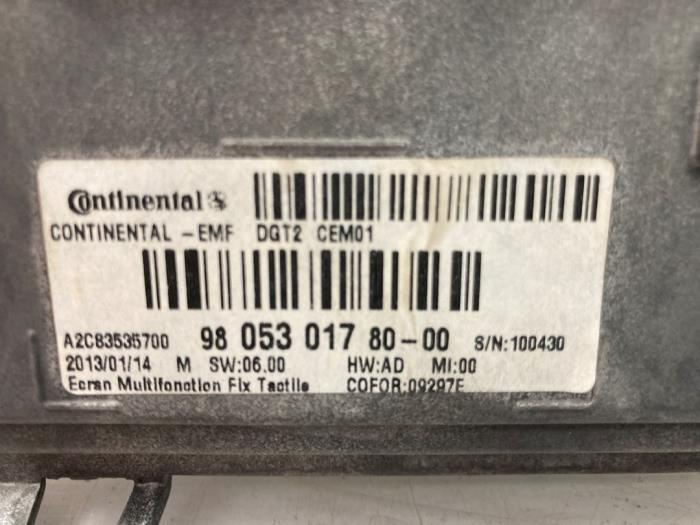 Continental
CONTINENTAL -EMF DGT2 CEM01
A2C83535700 98 053 017 80-00 S/N:100430
2013/01/14 M SW:06.00 HW:AD MI:00
Ecran Multifonction Fix Tactile COFOR:09297E